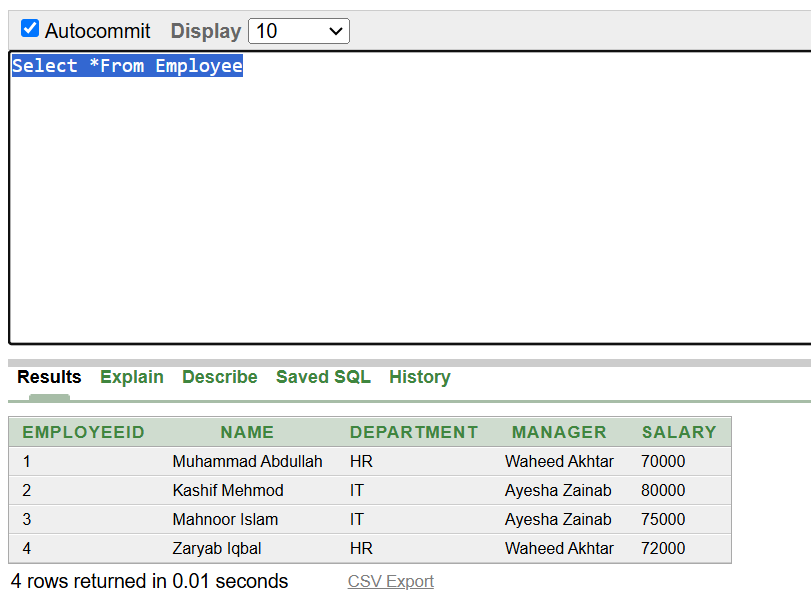 Autocommit Display 10
Select *From Employee
Results Explain Describe Saved SQL History
EMPLOYEEID NAME DEPARTMENT MANAGER SALARY
1 Muhammad Abdullah HR Waheed Akhtar 70000
2 Kashif Mehmod IT Ayesha Zainab 80000
3 Mahnoor Islam IT Ayesha Zainab 75000
4 Zaryab Iqbal HR Waheed Akhtar 72000
4 rows returned in 0.01 seconds CSV Export